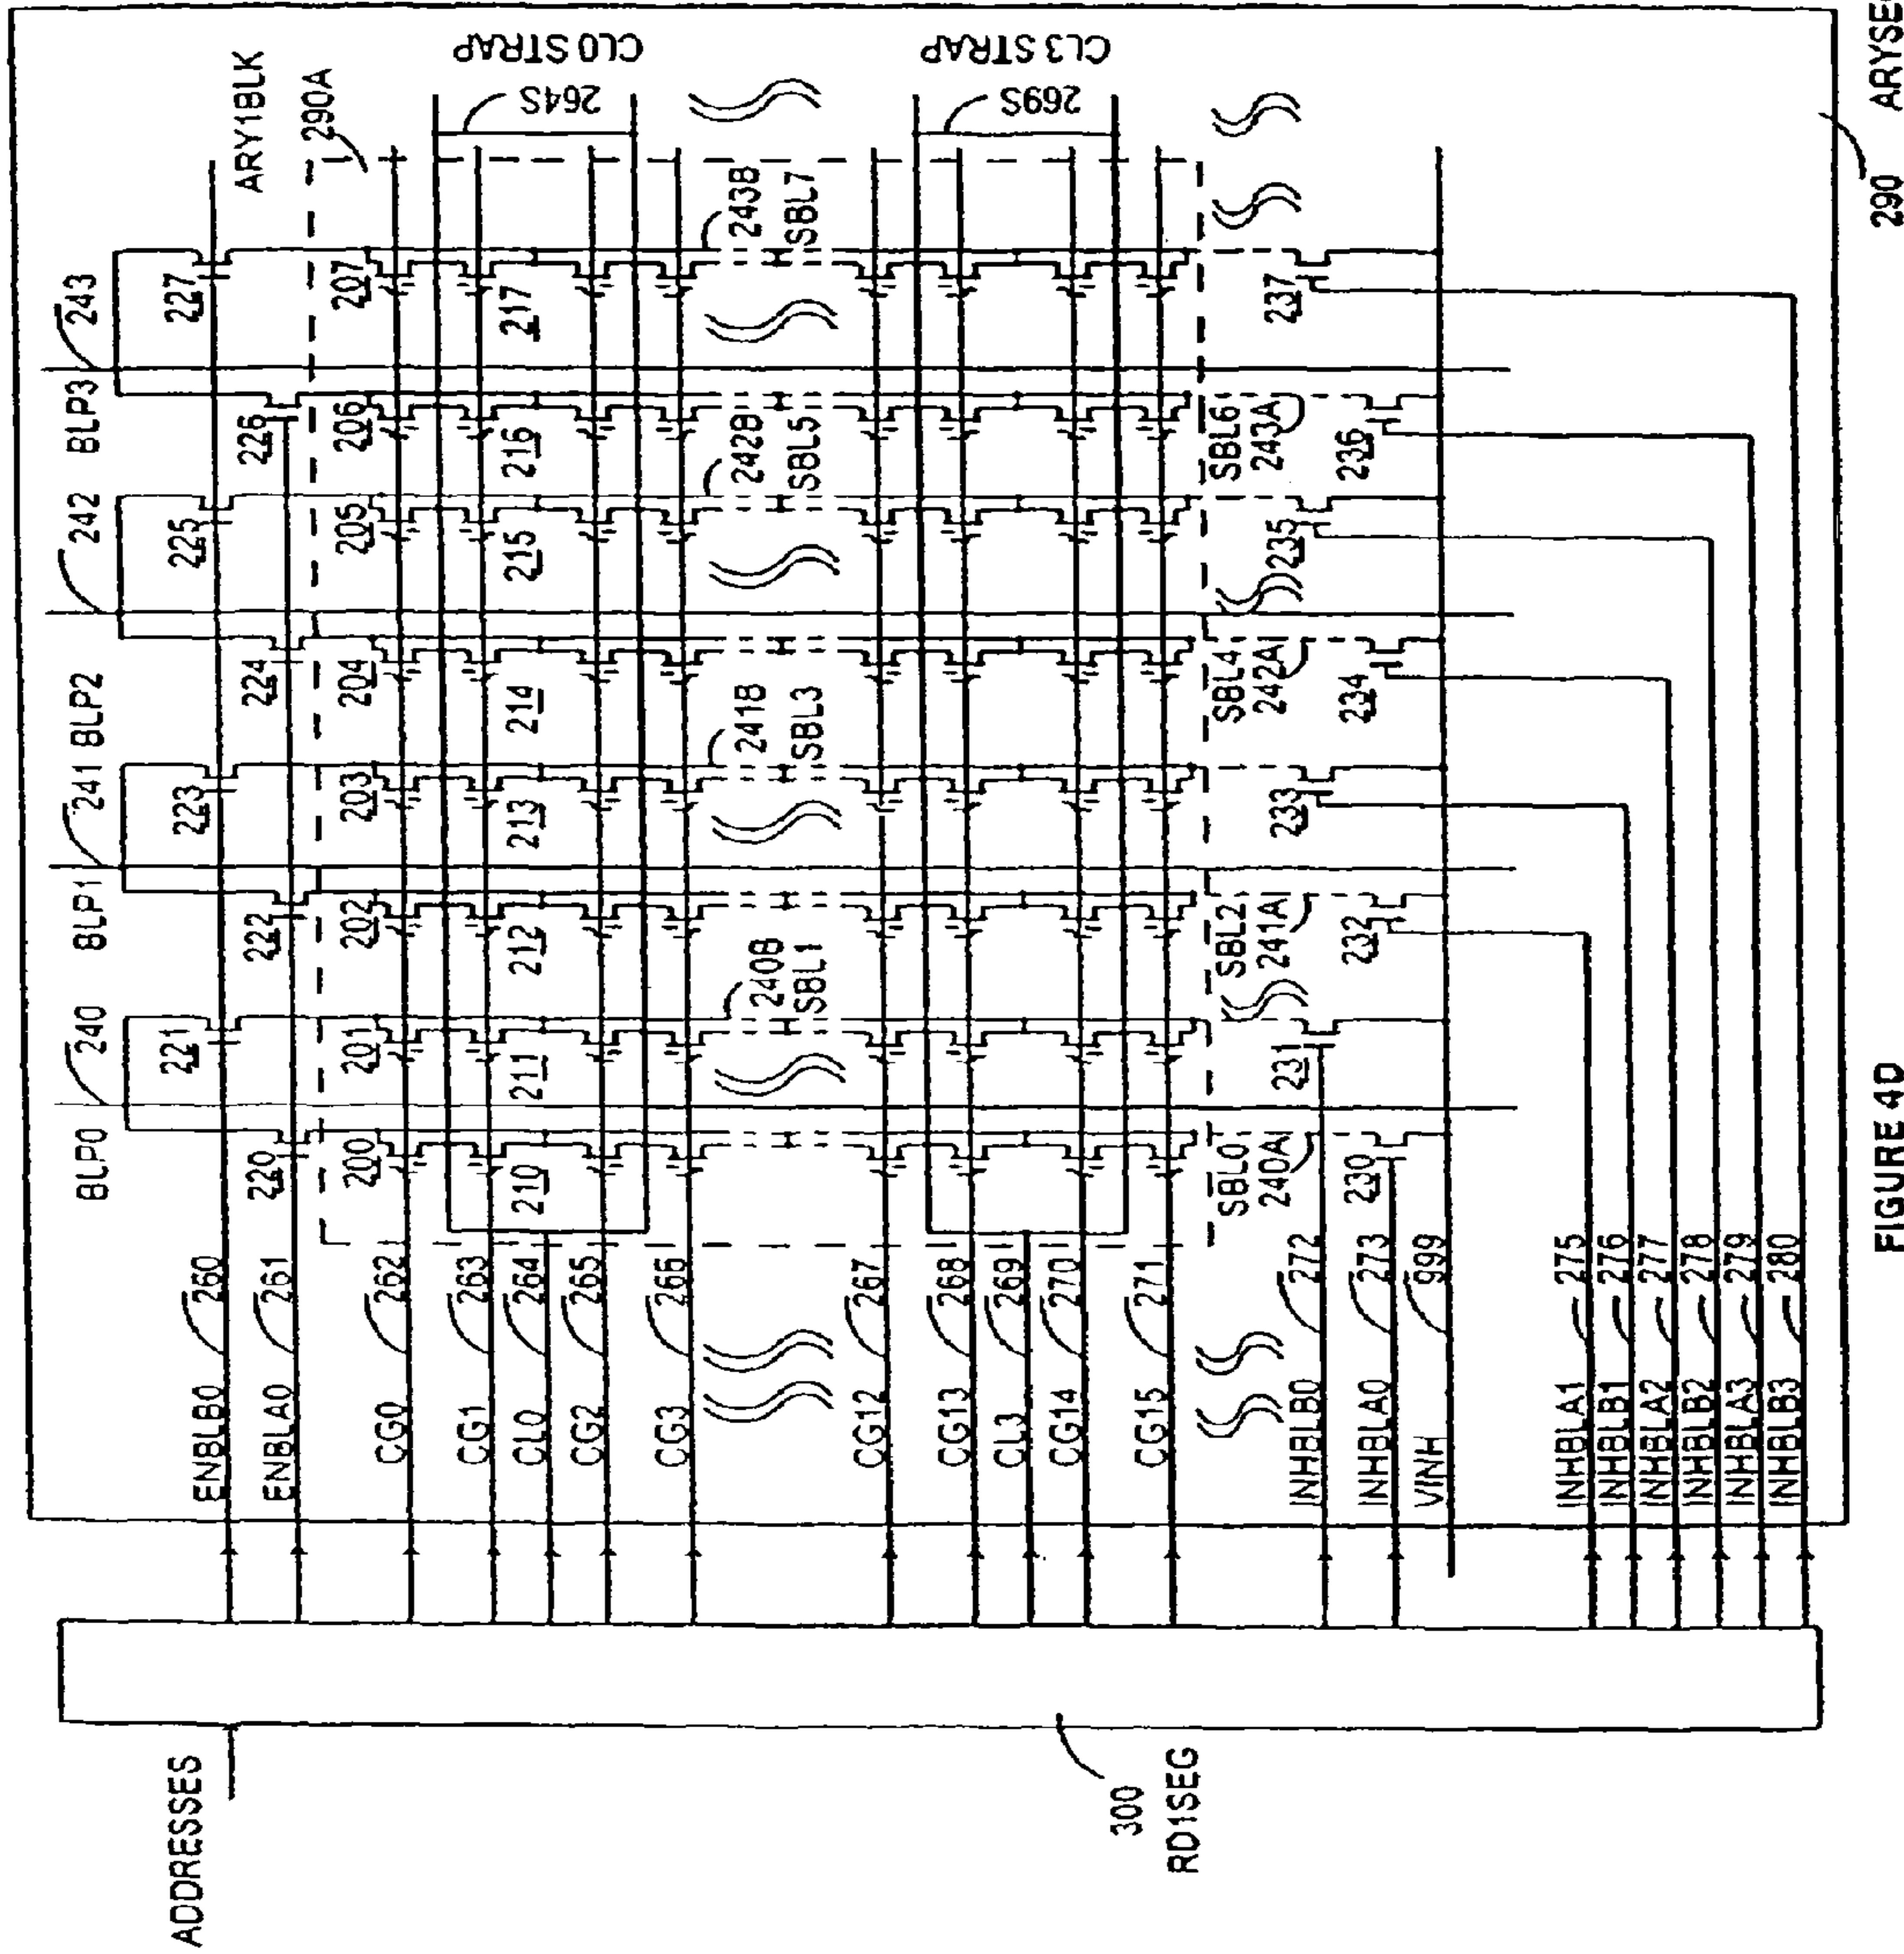 ADDRESSES
300
RD1SEG
BLP0 240 BLP1 241 BLP2 242 BLP3 243
221 223 225 227
ARY1BLK
220 222 224 226
290A
ENBLB0 260
ENBLA0 261
200 201 202 203 204 205 206 207
CG0 262
CG1 263
CL0 264
210 211 212 213 214 215 216 217
CG2 265
CG3 266
264S
CL0 STRAP
240B
SBL1
241B
SBL3
242B
SBL5
243B
SBL7
CG12 267
CG13 268
CL3 269
CG14 270
CG15 271
269S
CL3 STRAP
SBL0 SBL2 SBL4 SBL6
240A 241A 242A 243A
231 233 235 237
230 232 234 236
INHBLB0 272
INHBLA0 273
VINH 999
INHBLA1 275
INHBLB1 276
INHBLA2 277
INHBLB2 278
INHBLA3 279
INHBLB3 280
290
FIGURE 4D